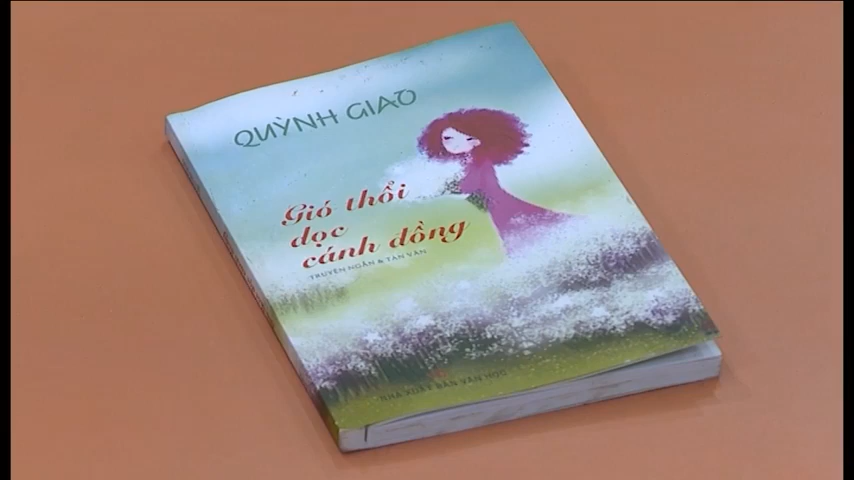 QUỲNH GIAO
Gió thổi
dọc
cánh đồng
TRUYỆN NGẮN & TẢN VĂN
NHÀ XUẤT BẢN VĂN HỌC